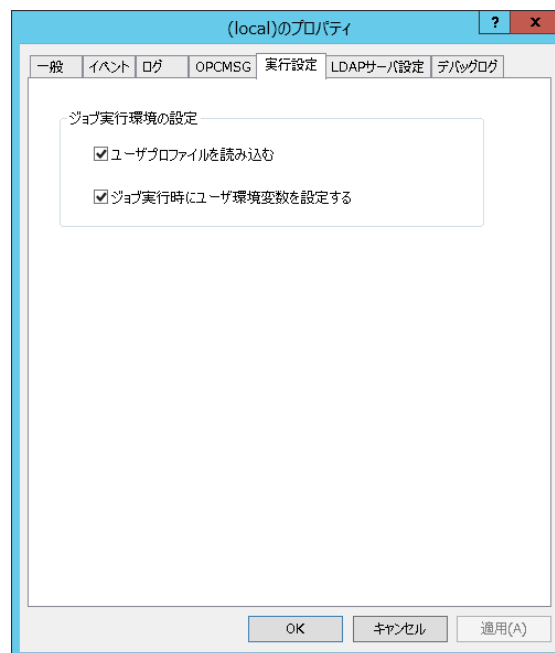 (local)のプロパティ
? x
一般 イベント ログ OPCMSG 実行設定 LDAPサーバ設定 デバッグログ
ジョブ実行環境の設定
ユーザプロファイルを読み込む
ジョブ実行時にユーザ環境変数を設定する
OK キャンセル 適用(A)